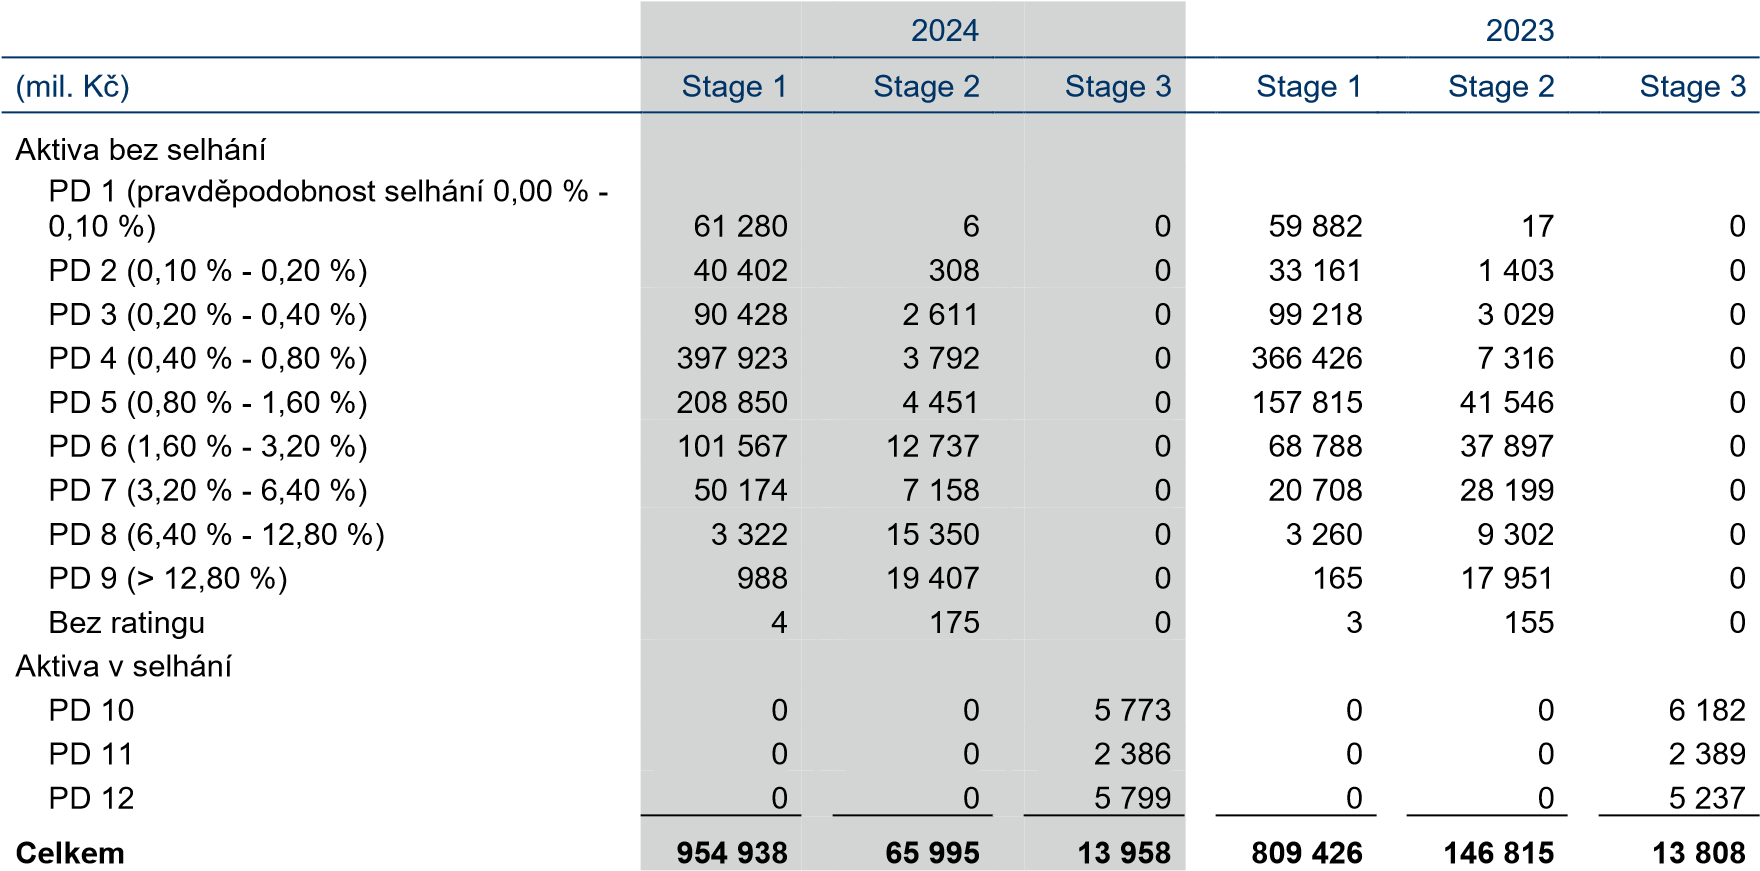 2024 2023
(mil. Kč) Stage 1 Stage 2 Stage 3 Stage 1 Stage 2 Stage 3
Aktiva bez selhání
PD 1 (pravděpodobnost selhání 0,00 % -
0,10 %) 61 280 6 0 59 882 17 0
PD 2 (0,10 % - 0,20 %) 40 402 308 0 33 161 1 403 0
PD 3 (0,20 % - 0,40 %) 90 428 2 611 0 99 218 3 029 0
PD 4 (0,40 % - 0,80 %) 397 923 3 792 0 366 426 7 316 0
PD 5 (0,80 % - 1,60 %) 208 850 4 451 0 157 815 41 546 0
PD 6 (1,60 % - 3,20 %) 101 567 12 737 0 68 788 37 897 0
PD 7 (3,20 % - 6,40 %) 50 174 7 158 0 20 708 28 199 0
PD 8 (6,40 % - 12,80 %) 3 322 15 350 0 3 260 9 302 0
PD 9 (> 12,80 %) 988 19 407 0 165 17 951 0
Bez ratingu 4 175 0 3 155 0
Aktiva v selhání
PD 10 0 0 5 773 0 0 6 182
PD 11 0 0 2 386 0 0 2 389
PD 12 0 0 5 799 0 0 5 237
Celkem 954 938 65 995 13 958 809 426 146 815 13 808